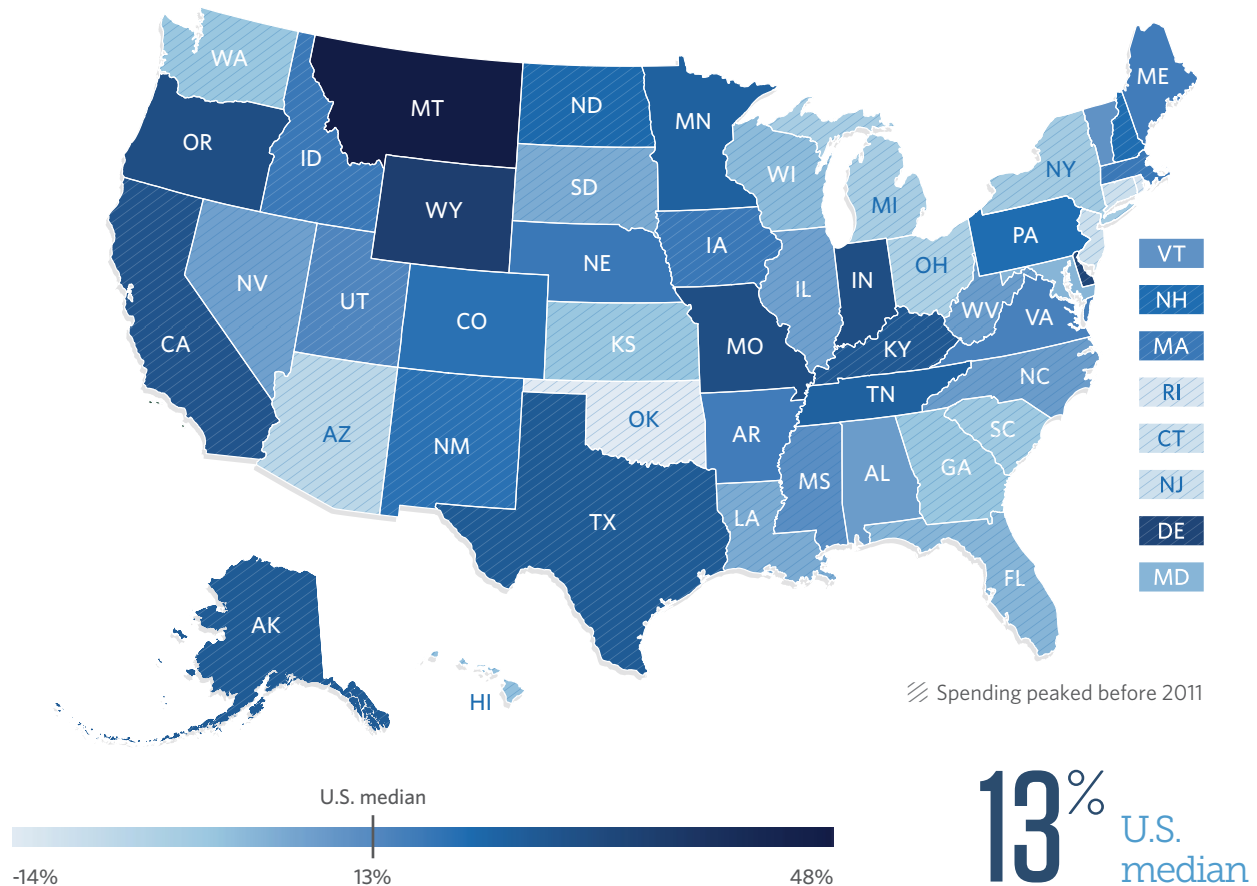 WA
MT
ND
MN
ME
OR
ID
SD
WI
MI
NY
WY
IA
NE
PA
NV
UT
CO
IL
IN
OH
WV
VA
CA
KS
MO
KY
NC
AZ
NM
OK
AR
TN
SC
MS
AL
GA
TX
LA
FL
AK
HI
VT
NH
MA
RI
CT
NJ
DE
MD
Spending peaked before 2011
U.S. median
-14%
13%
48%
13%
U.S.
median